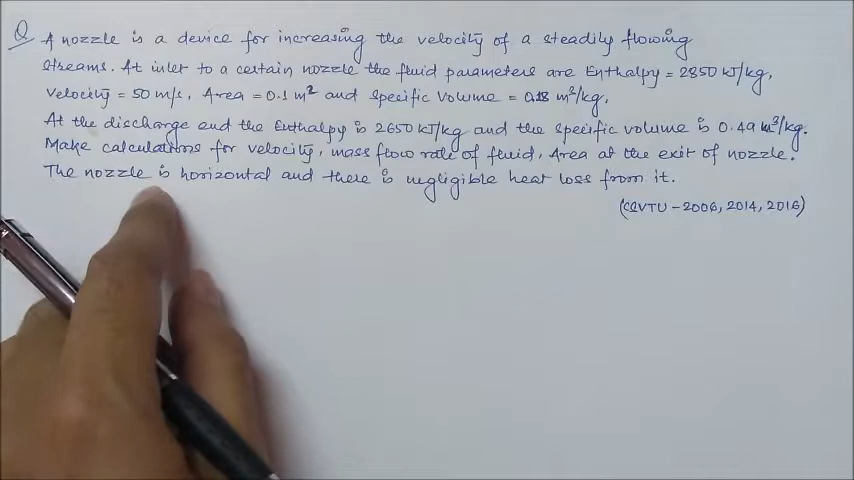 Q A nozzle is a device for increasing the velocity of a steadily flowing
streams. At inlet to a certain nozzle the fluid parameters are Enthalpy = 2850 kJ/kg,
Velocity = 50 m/s, Area = 0.1 m² and specific volume = 0.18 m³/kg.
At the discharge end the Enthalpy is 2650 kJ/kg and the specific volume is 0.49 m³/kg.
Make calculations for velocity, mass flow rate of fluid, Area at the exit of nozzle.
The nozzle is horizontal and there is negligible heat loss from it.
(CSVTU - 2006, 2014, 2016)